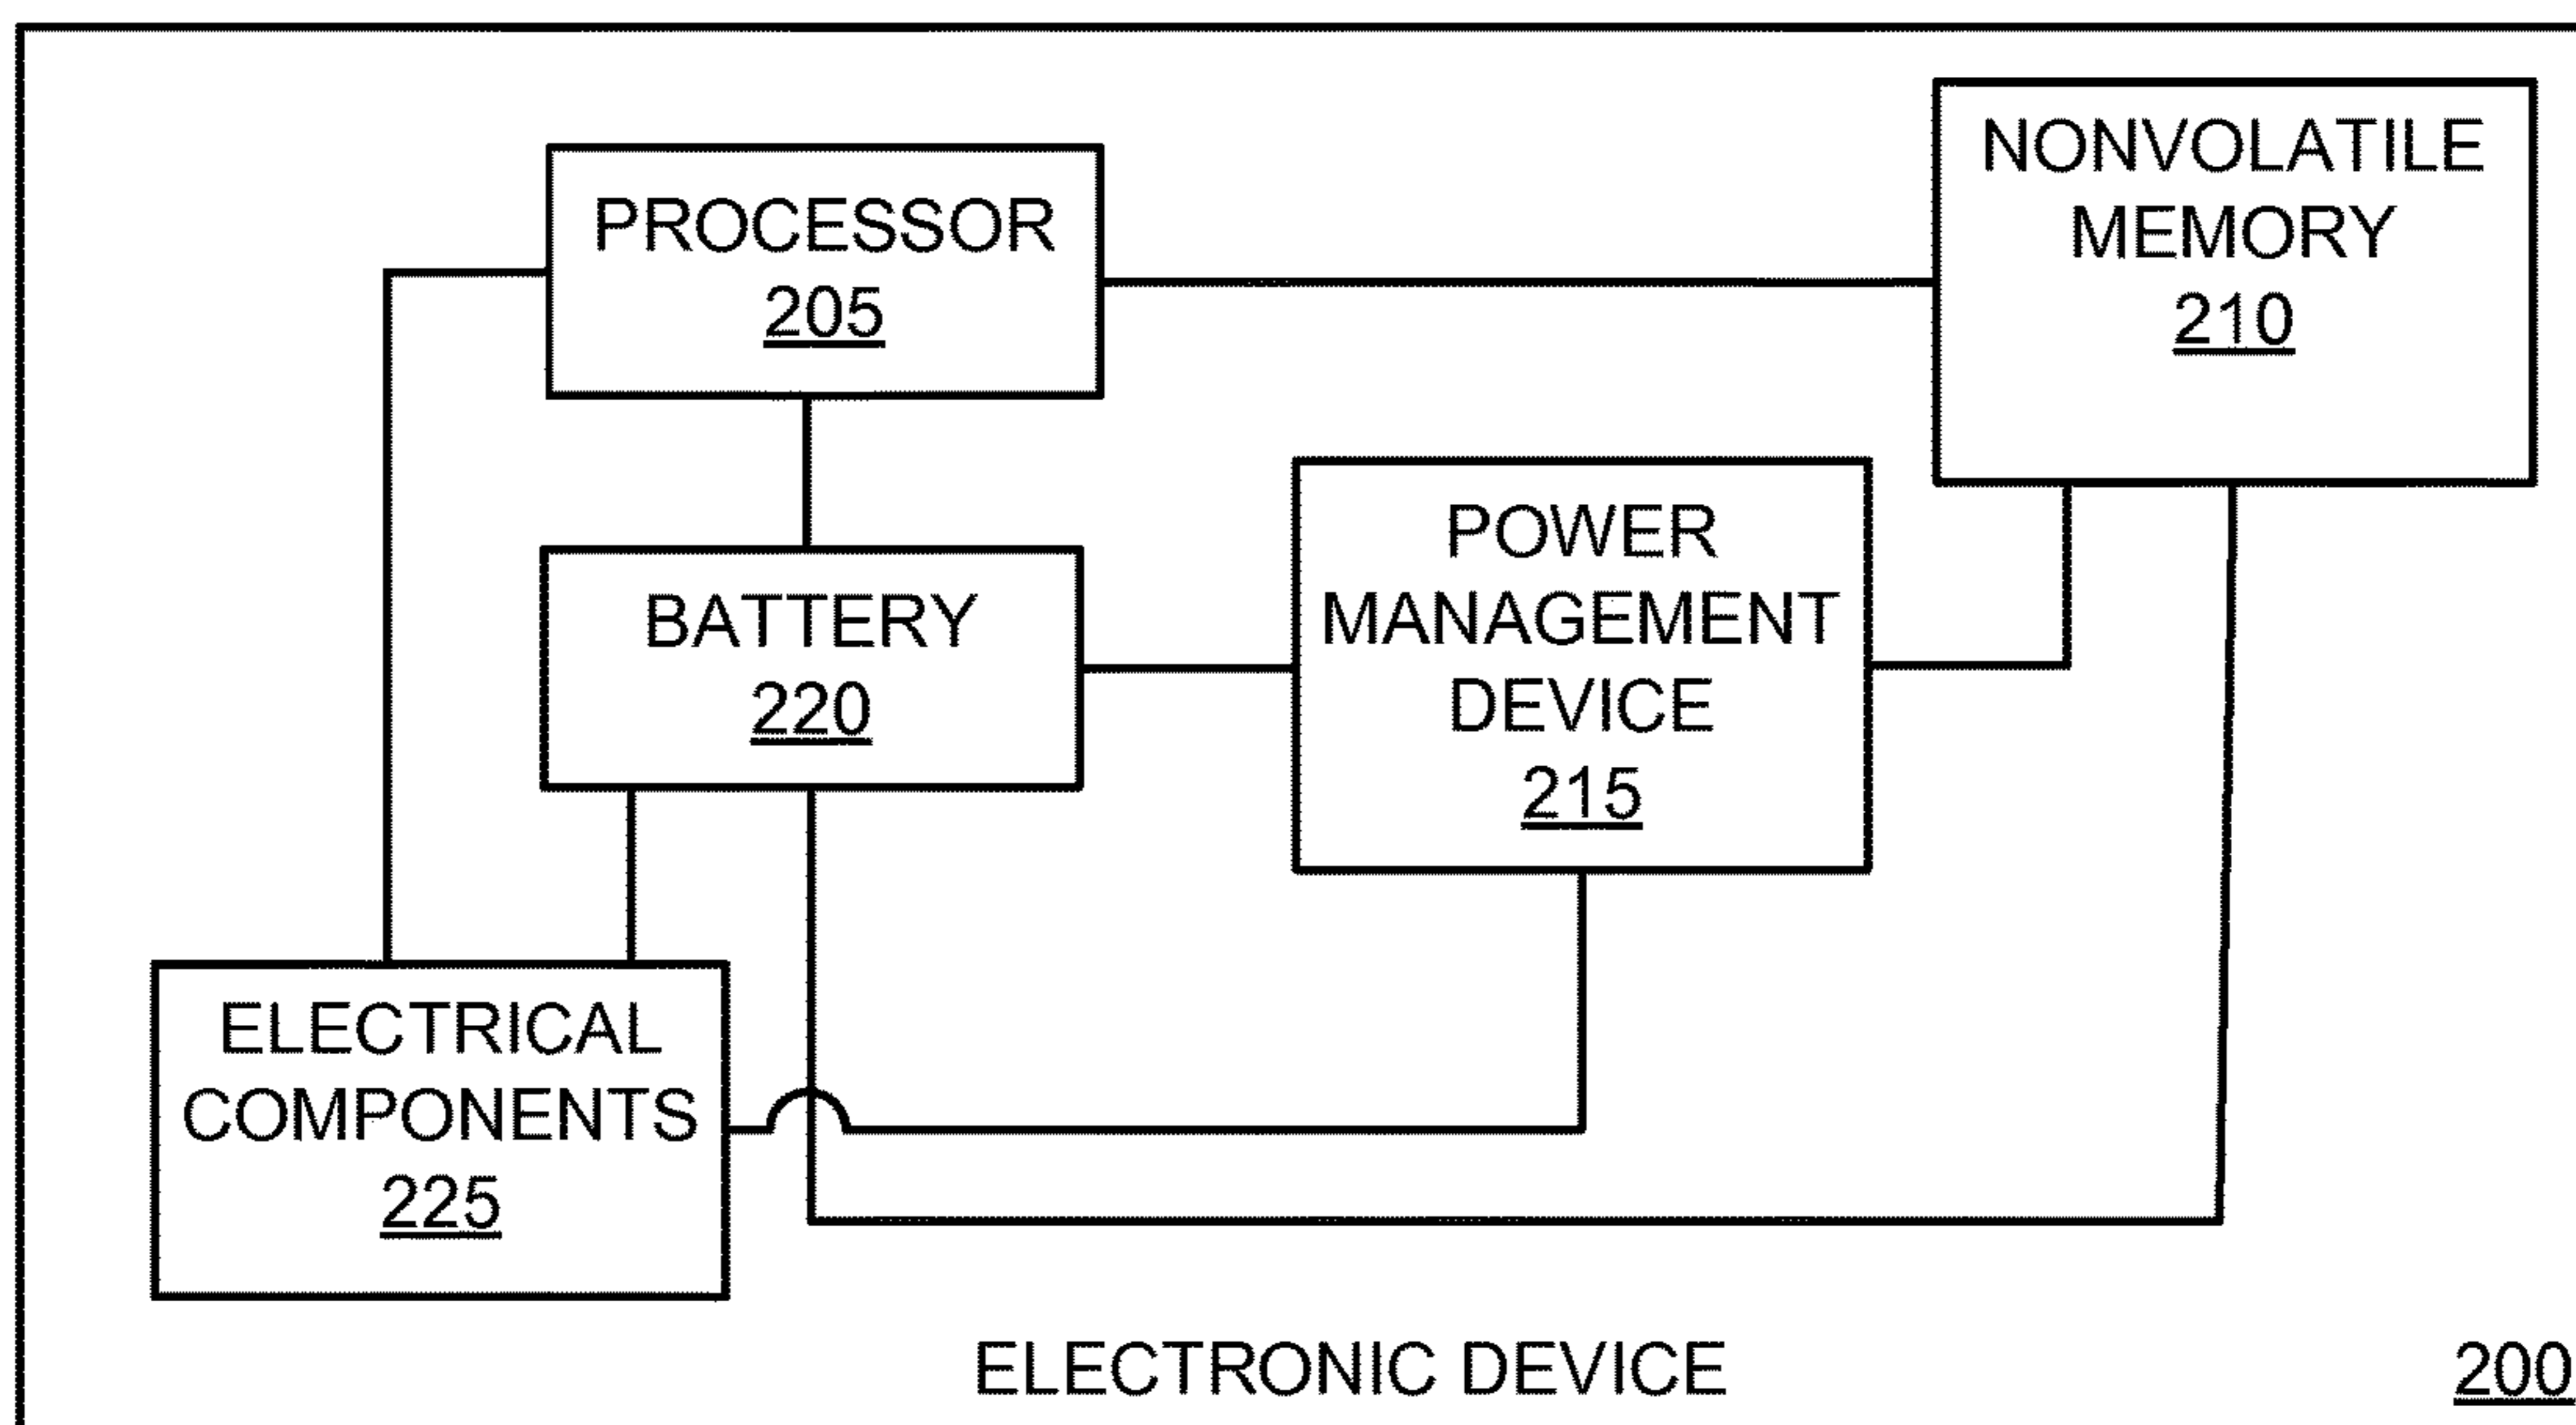 PROCESSOR
205
NONVOLATILE
MEMORY
210
BATTERY
220
POWER
MANAGEMENT
DEVICE
215
ELECTRICAL
COMPONENTS
225
ELECTRONIC DEVICE
200